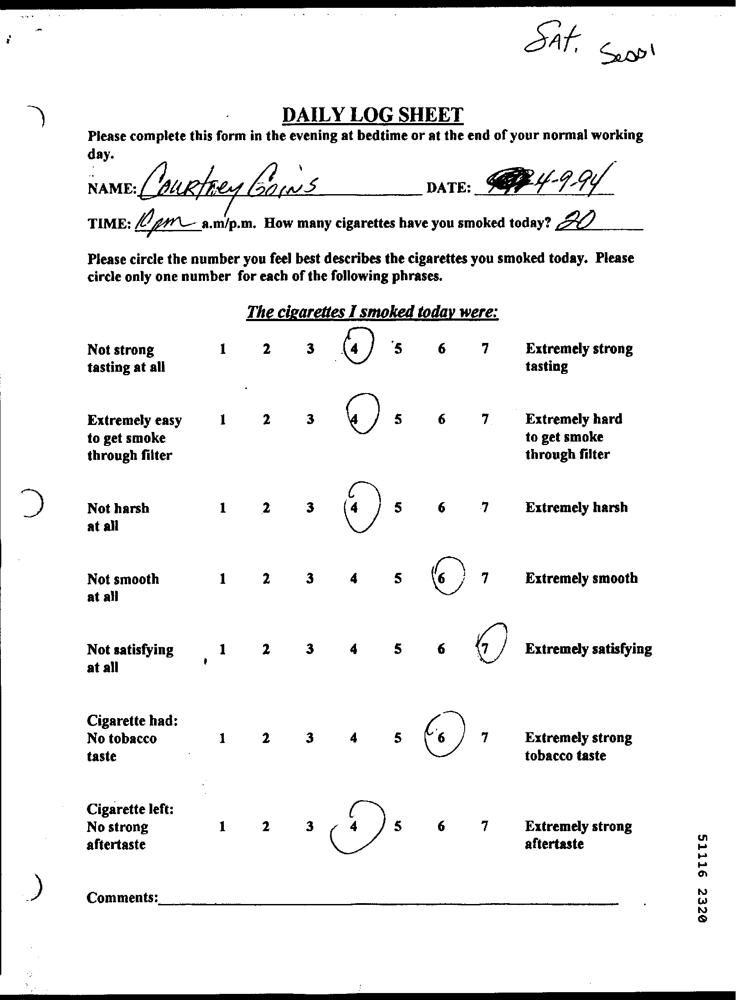 SAt. Sess 1
DAILY LOG SHEET
Please complete this form in the evening at bedtime or at the end of your normal working
day.
NAME: Courtney Goins DATE: 4-9-94
TIME: 10 pm a.m/p.m. How many cigarettes have you smoked today? 20
Please circle the number you feel best describes the cigarettes you smoked today. Please
circle only one number for each of the following phrases.
The cigarettes I smoked today were:
Not strong 1 2 3 4 5 6 7 Extremely strong
tasting at all tasting
Extremely easy 1 2 3 4 5 6 7 Extremely hard
to get smoke to get smoke
through filter through filter
Not harsh 1 2 3 4 5 6 7 Extremely harsh
at all
Not smooth 1 2 3 4 5 6 7 Extremely smooth
at all
Not satisfying 1 2 3 4 5 6 7 Extremely satisfying
at all
Cigarette had:
No tobacco 1 2 3 4 5 6 7 Extremely strong
taste tobacco taste
Cigarette left:
No strong 1 2 3 4 5 6 7 Extremely strong
aftertaste aftertaste
Comments:
51116 2320